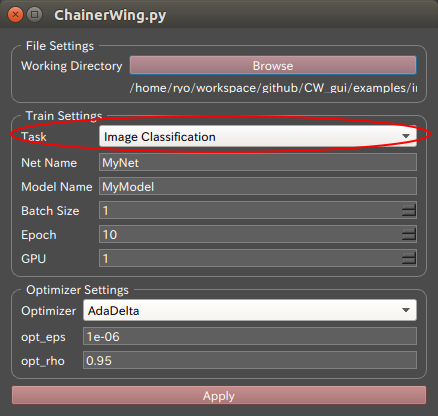 ChainerWing.py
File Settings
Working Directory Browse
/home/ryo/workspace/github/CW_gui/examples/
Train Settings
Task Image Classification
Net Name MyNet
Model Name MyModel
Batch Size 1
Epoch 10
GPU 1
Optimizer Settings
Optimizer AdaDelta
opt_eps 1e-06
opt_rho 0.95
Apply